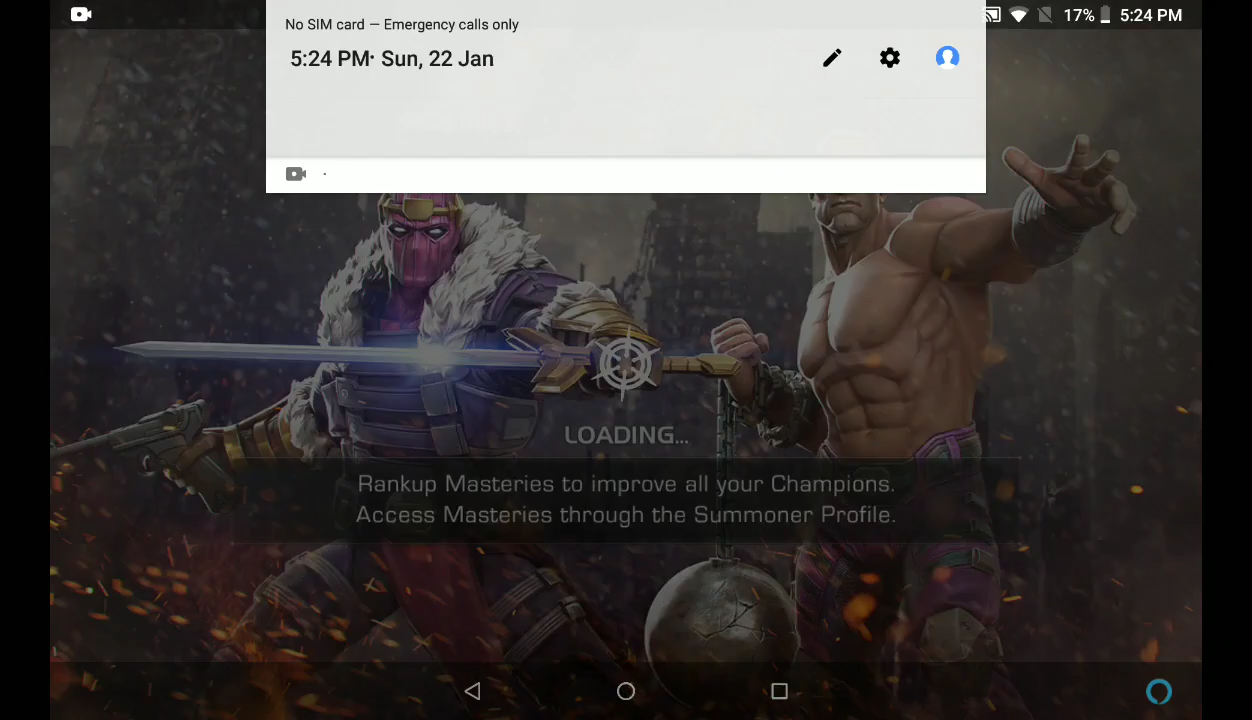 No SIM card — Emergency calls only
17% 5:24 PM
5:24 PM· Sun, 22 Jan
LOADING...
Rankup Masteries to improve all your Champions.
Access Masteries through the Summoner Profile.